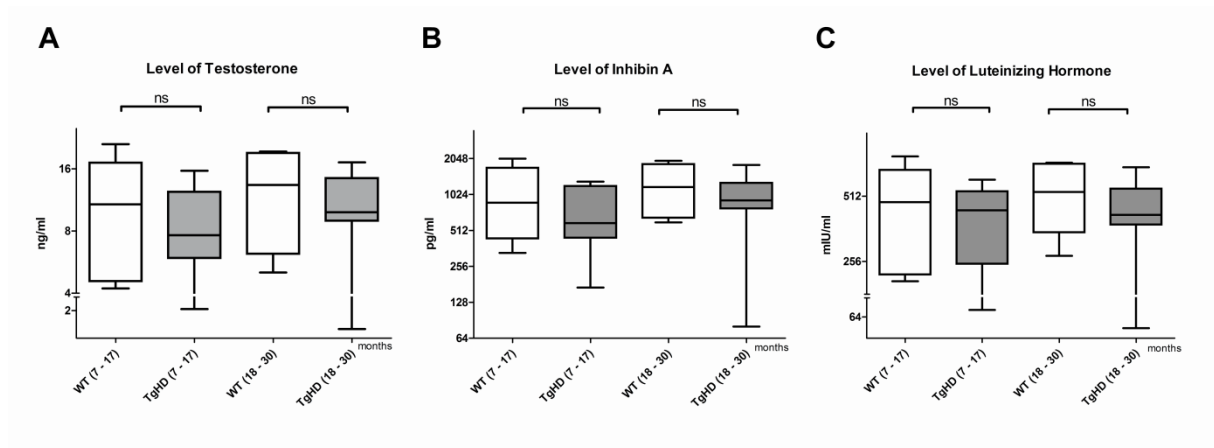 A
Level of Testosterone
ns
ns
16
8
4
2
ng/ml
WT (7 - 17)
TgHD (7 - 17)
WT (18 - 30)
TgHD (18 - 30)
months
B
Level of Inhibin A
ns
ns
2048
1024
512
256
128
64
pg/ml
WT (7 - 17)
TgHD (7 - 17)
WT (18 - 30)
TgHD (18 - 30)
months
C
Level of Luteinizing Hormone
ns
ns
512
256
64
mIU/ml
WT (7 - 17)
TgHD (7 - 17)
WT (18 - 30)
TgHD (18 - 30)
months